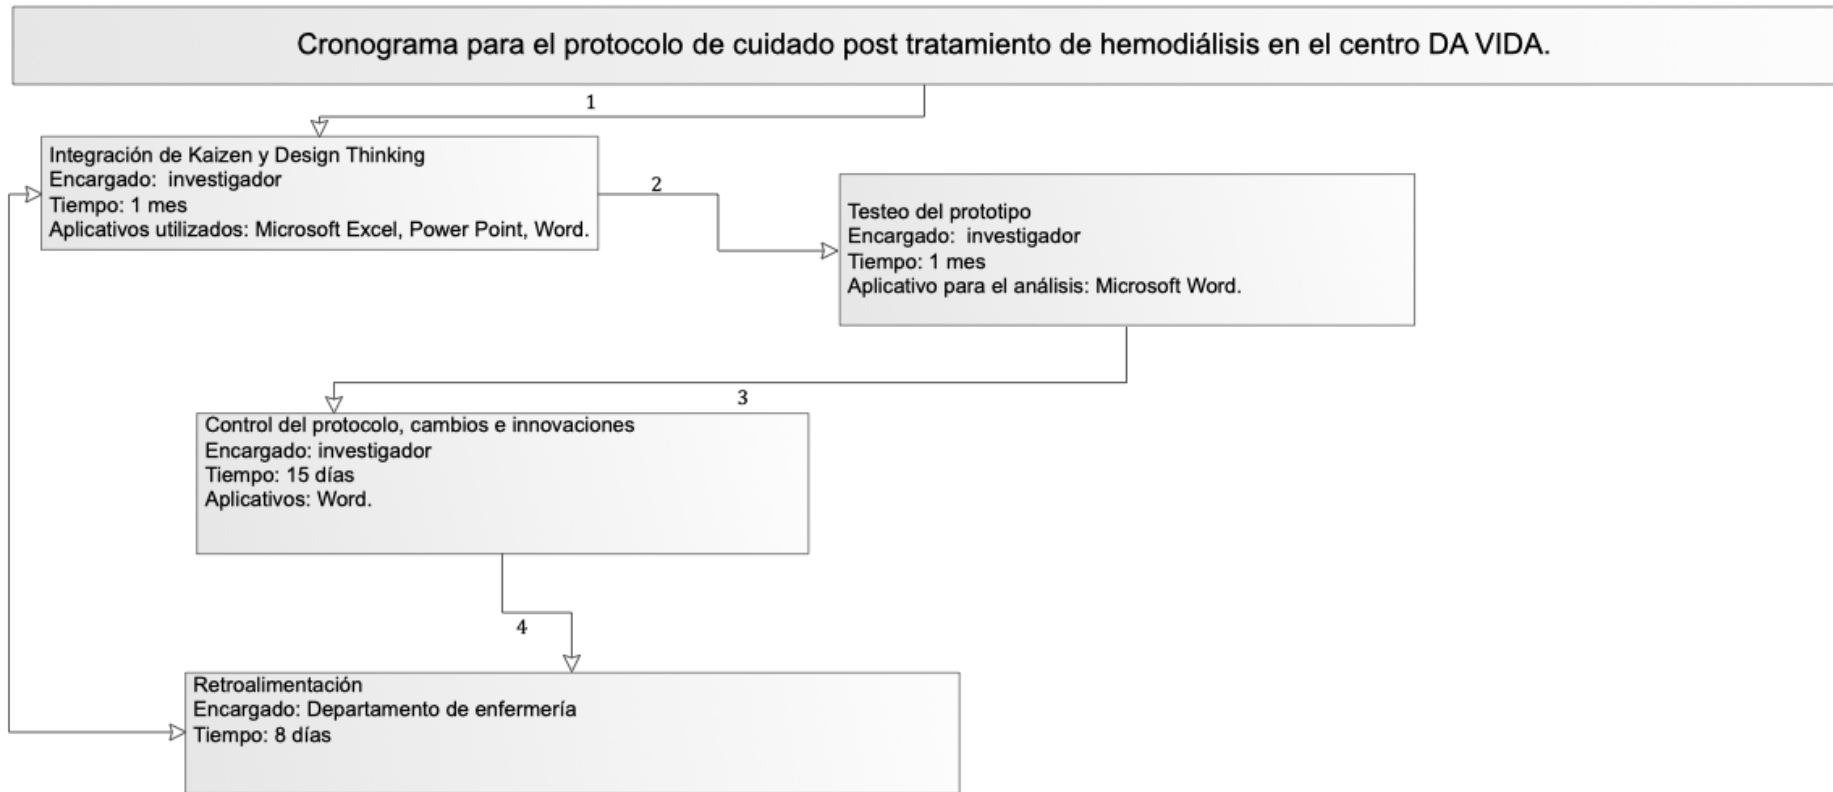 Cronograma para el protocolo de cuidado post tratamiento de hemodiálisis en el centro DA VIDA.
1
Integración de Kaizen y Design Thinking
Encargado:  investigador
Tiempo: 1 mes
Aplicativos utilizados: Microsoft Excel, Power Point, Word.
2
Testeo del prototipo
Encargado:  investigador
Tiempo: 1 mes
Aplicativo para el análisis: Microsoft Word.
3
Control del protocolo, cambios e innovaciones
Encargado: investigador
Tiempo: 15 días
Aplicativos: Word.
4
Retroalimentación
Encargado: Departamento de enfermería
Tiempo: 8 días